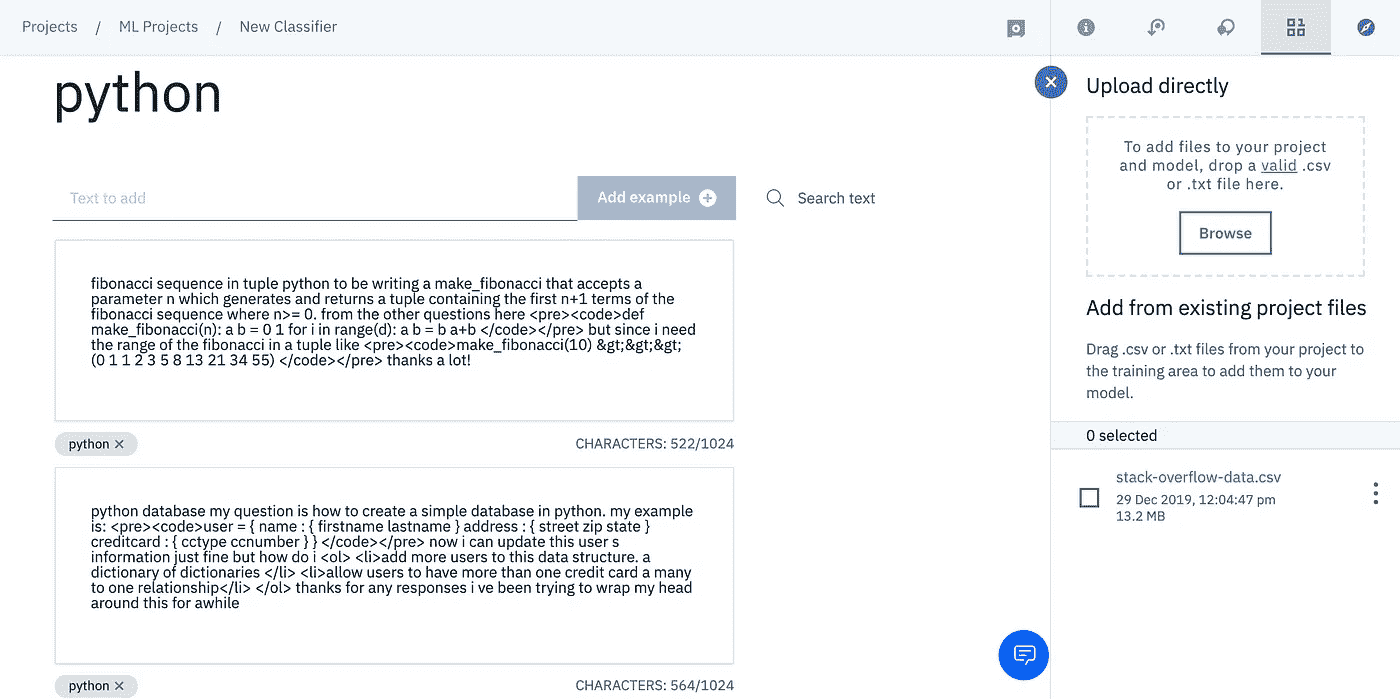 Projects / ML Projects / New Classifier
python
Text to add
Add example
Search text
fibonacci sequence in tuple python to be writing a make_fibonacci that accepts a
parameter n which generates and returns a tuple containing the first n+1 terms of the
fibonacci sequence where n>= 0. from the other questions here <pre><code>def
make_fibonacci(n): a b = 0 1 for i in range(d): a b = b a+b </code></pre> but since i need
the range of the fibonacci in a tuple like <pre><code>make_fibonacci(10) &gt;&gt;&gt;
(0 1 1 2 3 5 8 13 21 34 55) </code></pre> thanks a lot!
python
CHARACTERS: 522/1024
python database my question is how to create a simple database in python. my example
is: <pre><code>user = { name : { firstname lastname } address : { street zip state }
creditcard : { cctype ccnumber } } </code></pre> now i can update this user s
information just fine but how do i <ol> <li>add more users to this data structure. a
dictionary of dictionaries </li> <li>allow users to have more than one credit card a many
to one relationship</li> </ol> thanks for any responses i ve been trying to wrap my head
around this for awhile
python
CHARACTERS: 564/1024
Upload directly
To add files to your project
and model, drop a valid .csv
or .txt file here.
Browse
Add from existing project files
Drag .csv or .txt files from your project to
the training area to add them to your
model.
0 selected
stack-overflow-data.csv
29 Dec 2019, 12:04:47 pm
13.2 MB